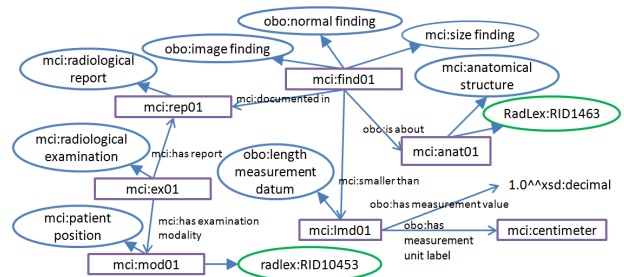 obo:normal finding
obo:image finding
mci:size finding
mci:radiological
report
mci:find01
mci:anatomical
structure
mci:rep01
mci:documented in
RadLex:RID1463
mci:radiological
examination
obo:is about
mci:has report
obo:length
measurement
datum
mci:anat01
mci:ex01
mci:smaller than
1.0^^xsd:decimal
obo:has measurement value
mci:patient
position
mci:has examination
modality
mci:lmd01
obo:has
measurement
unit label
mci:centimeter
mci:mod01
radlex:RID10453